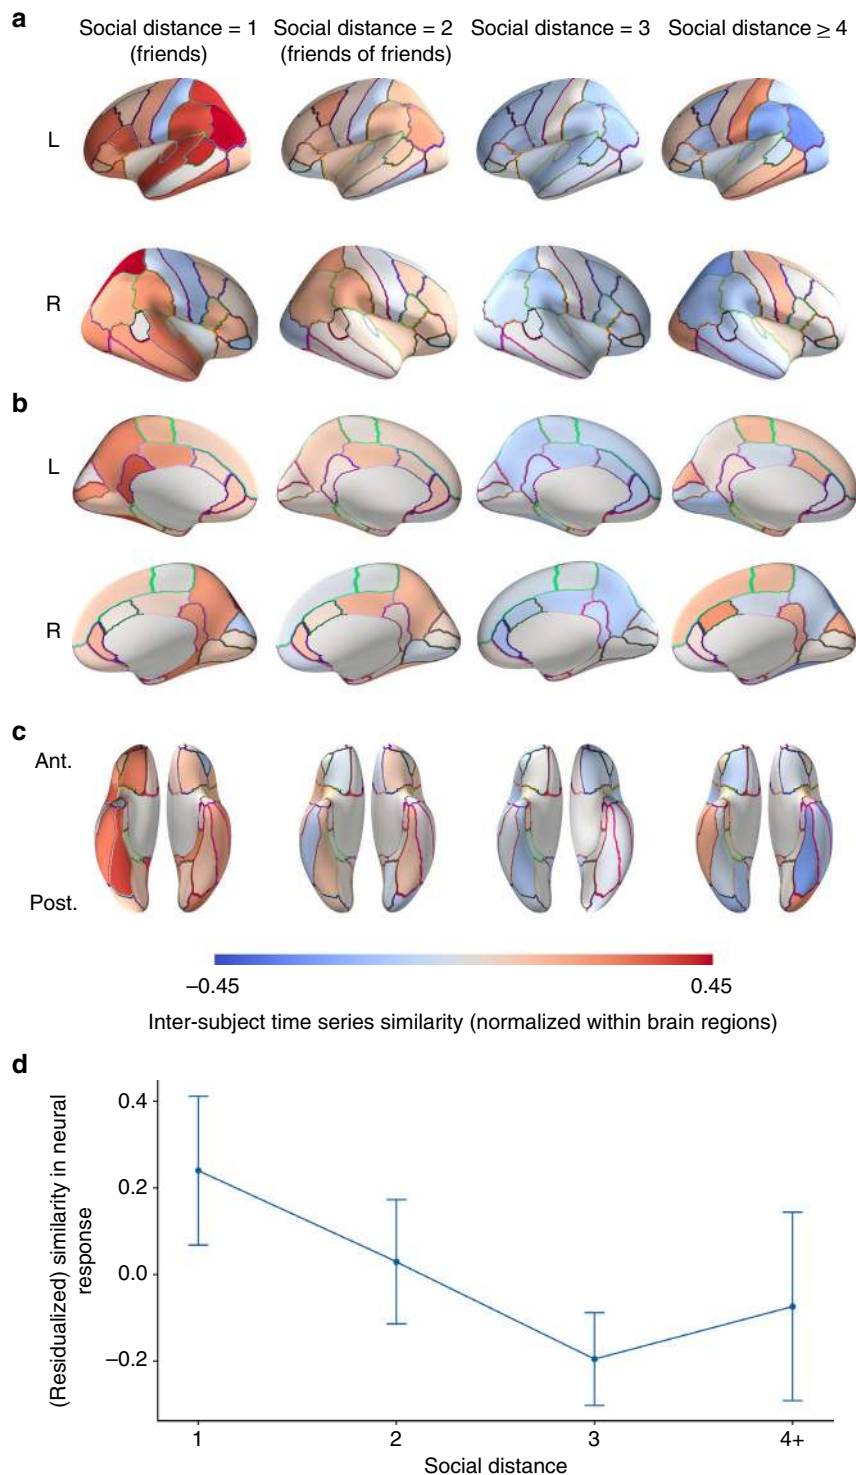 a
Social distance = 1
(friends)
Social distance = 2
(friends of friends)
Social distance = 3
Social distance ≥ 4
L
R
b
L
R
c
Ant.
Post.
–0.45
0.45
Inter-subject time series similarity (normalized within brain regions)
d
(Residualized) similarity in neural
response
0.4
0.2
0.0
–0.2
1
2
3
4+
Social distance